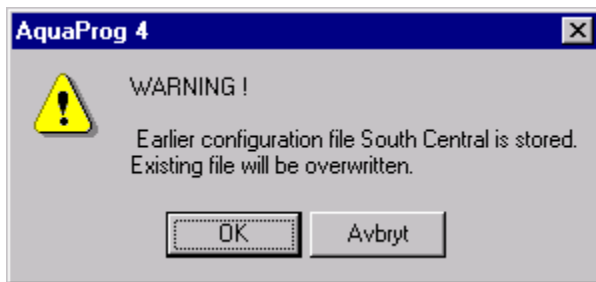 AquaProg 4
WARNING !
Earlier configuration file South Central is stored.
Existing file will be overwritten.
OK
Avbryt